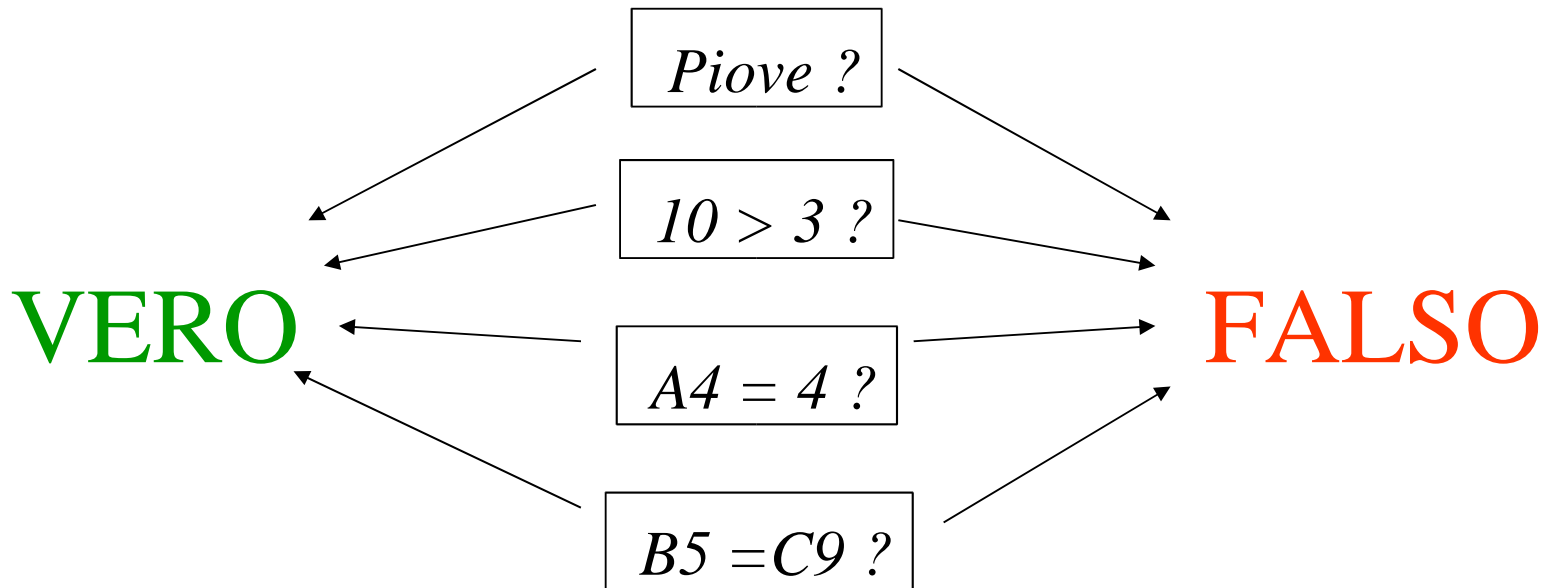 Piove ?
10 > 3 ?
VERO
FALSO
A4 = 4 ?
B5 =C9 ?